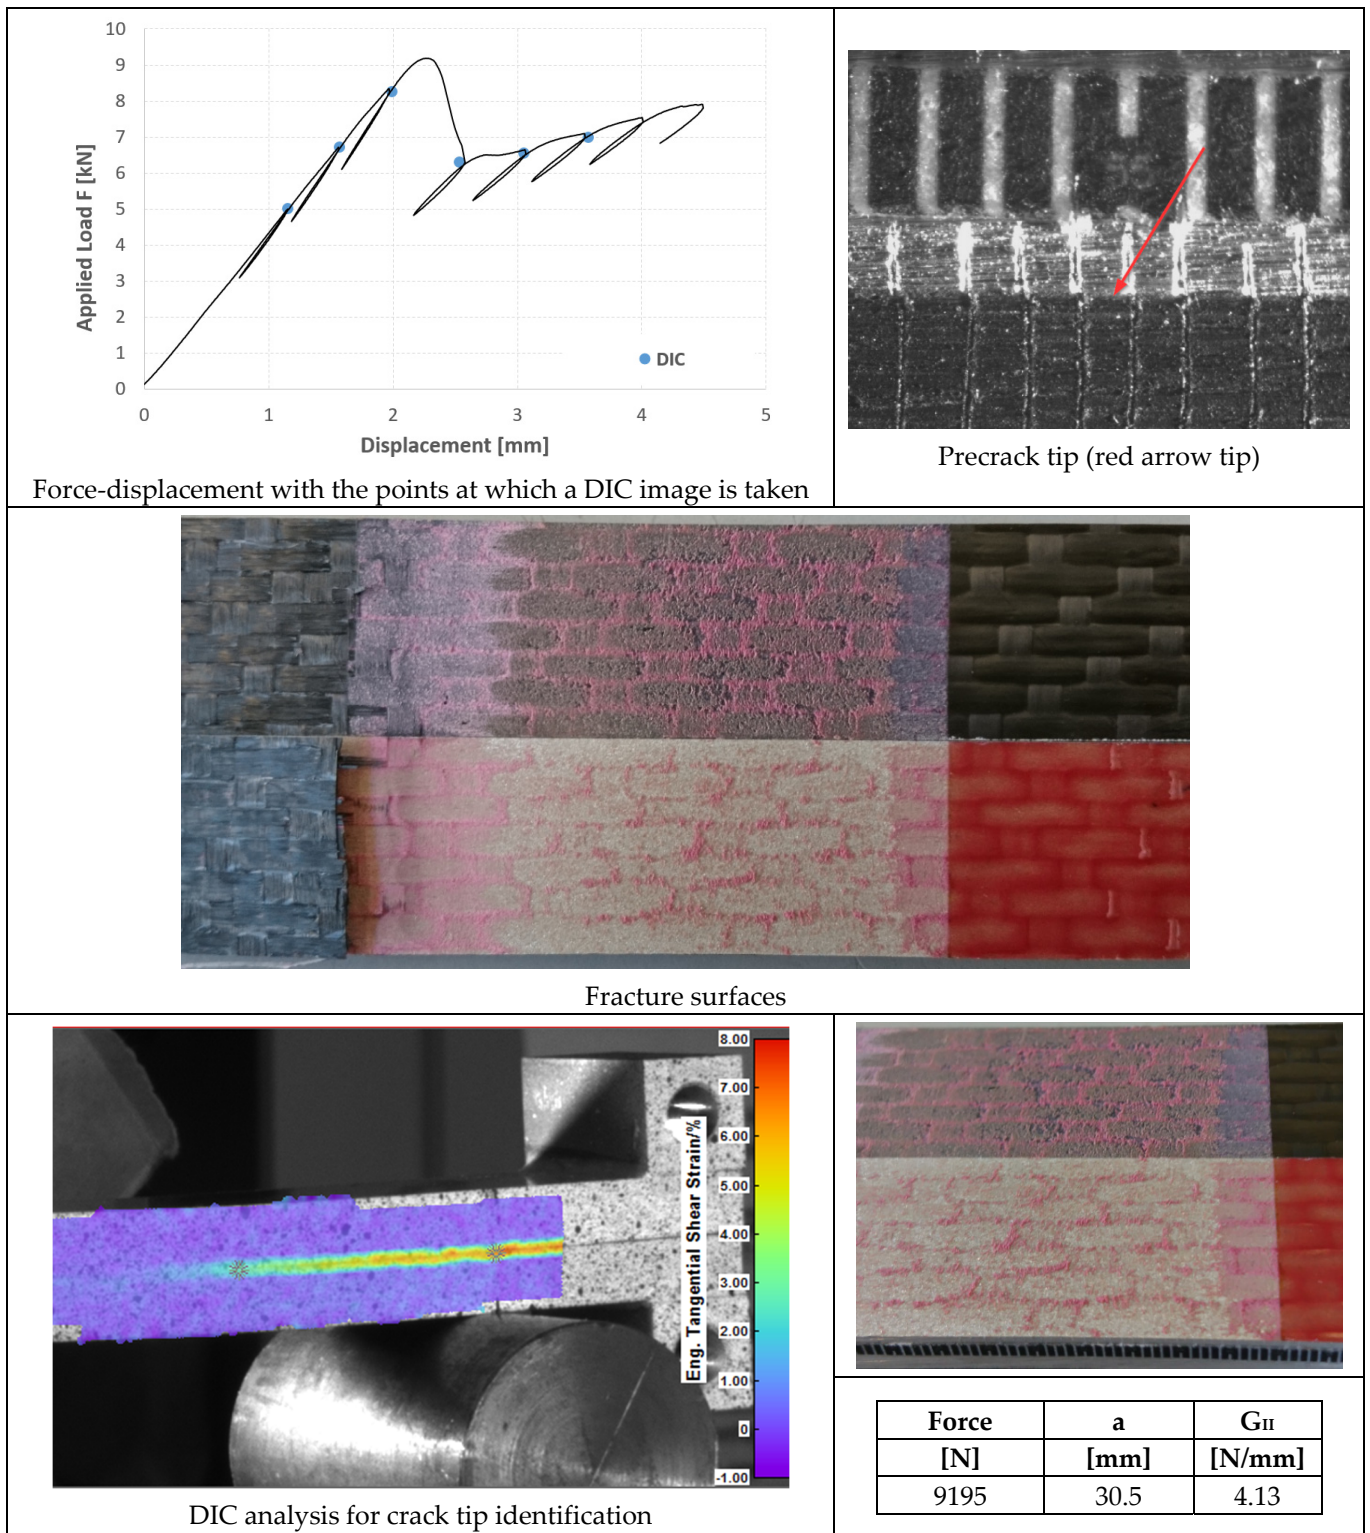 10
9
8
7
6
5
4
3
2
1
0
Applied Load F [kN]
DIC
0 1 2 3 4 5
Displacement [mm]
Force-displacement with the points at which a DIC image is taken
Precrack tip (red arrow tip)
Fracture surfaces
8.00
7.00
6.00
5.00
4.00
3.00
2.00
1.00
0
-1.00
Eng. Tangential Shear Strain/%
DIC analysis for crack tip identification
Force a GII
[N] [mm] [N/mm]
9195 30.5 4.13